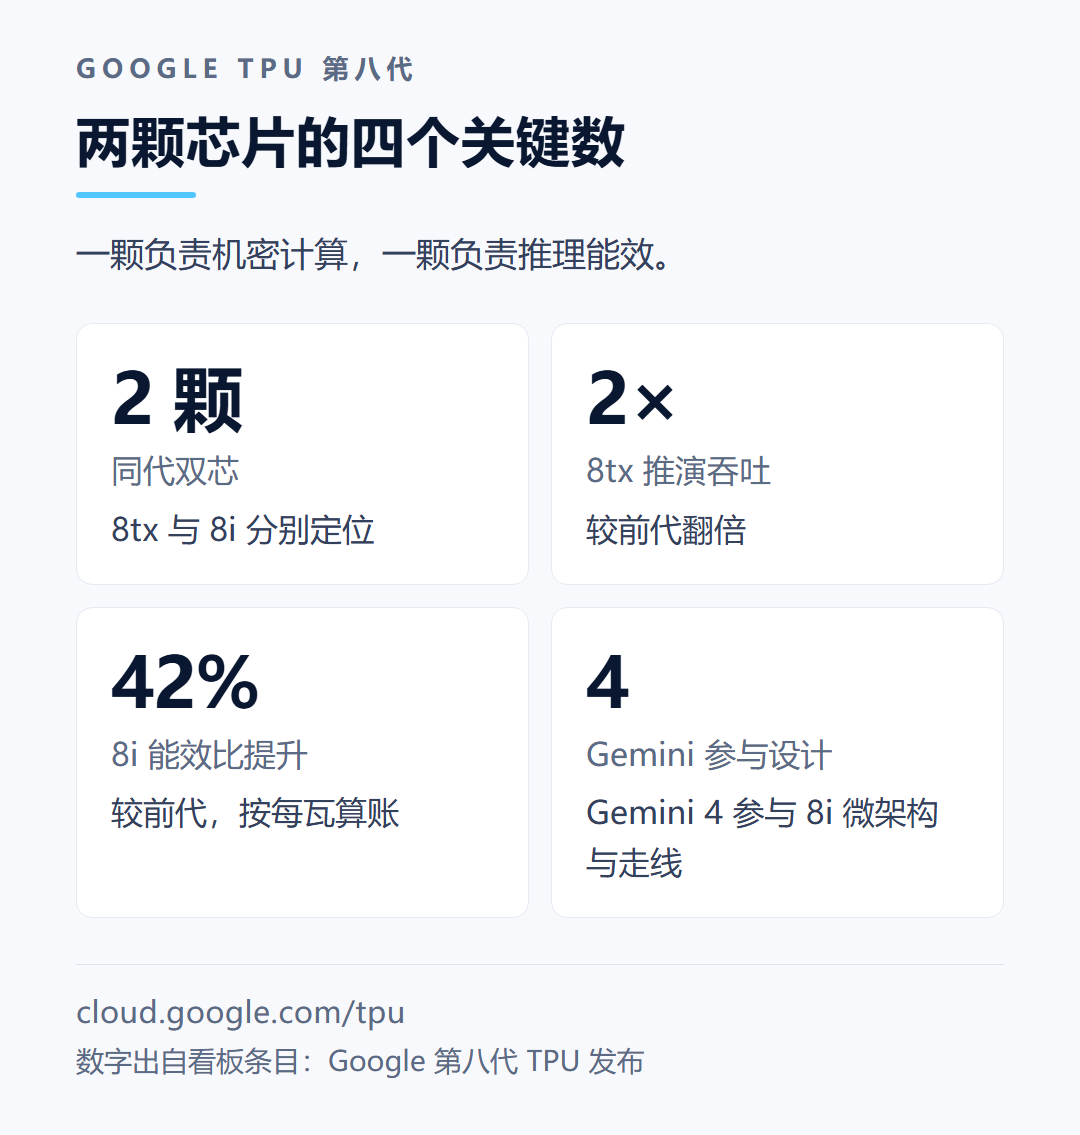 GOOGLE TPU 第八代
两颗芯片的四个关键数
一颗负责机密计算，一颗负责推理能效。
2 颗
同代双芯
8tx 与 8i 分别定位
2×
8tx 推演吞吐
较前代翻倍
42%
8i 能效比提升
较前代，按每瓦算账
4
Gemini 参与设计
Gemini 4 参与 8i 微架构
与走线
cloud.google.com/tpu
数字出自看板条目：Google 第八代 TPU 发布